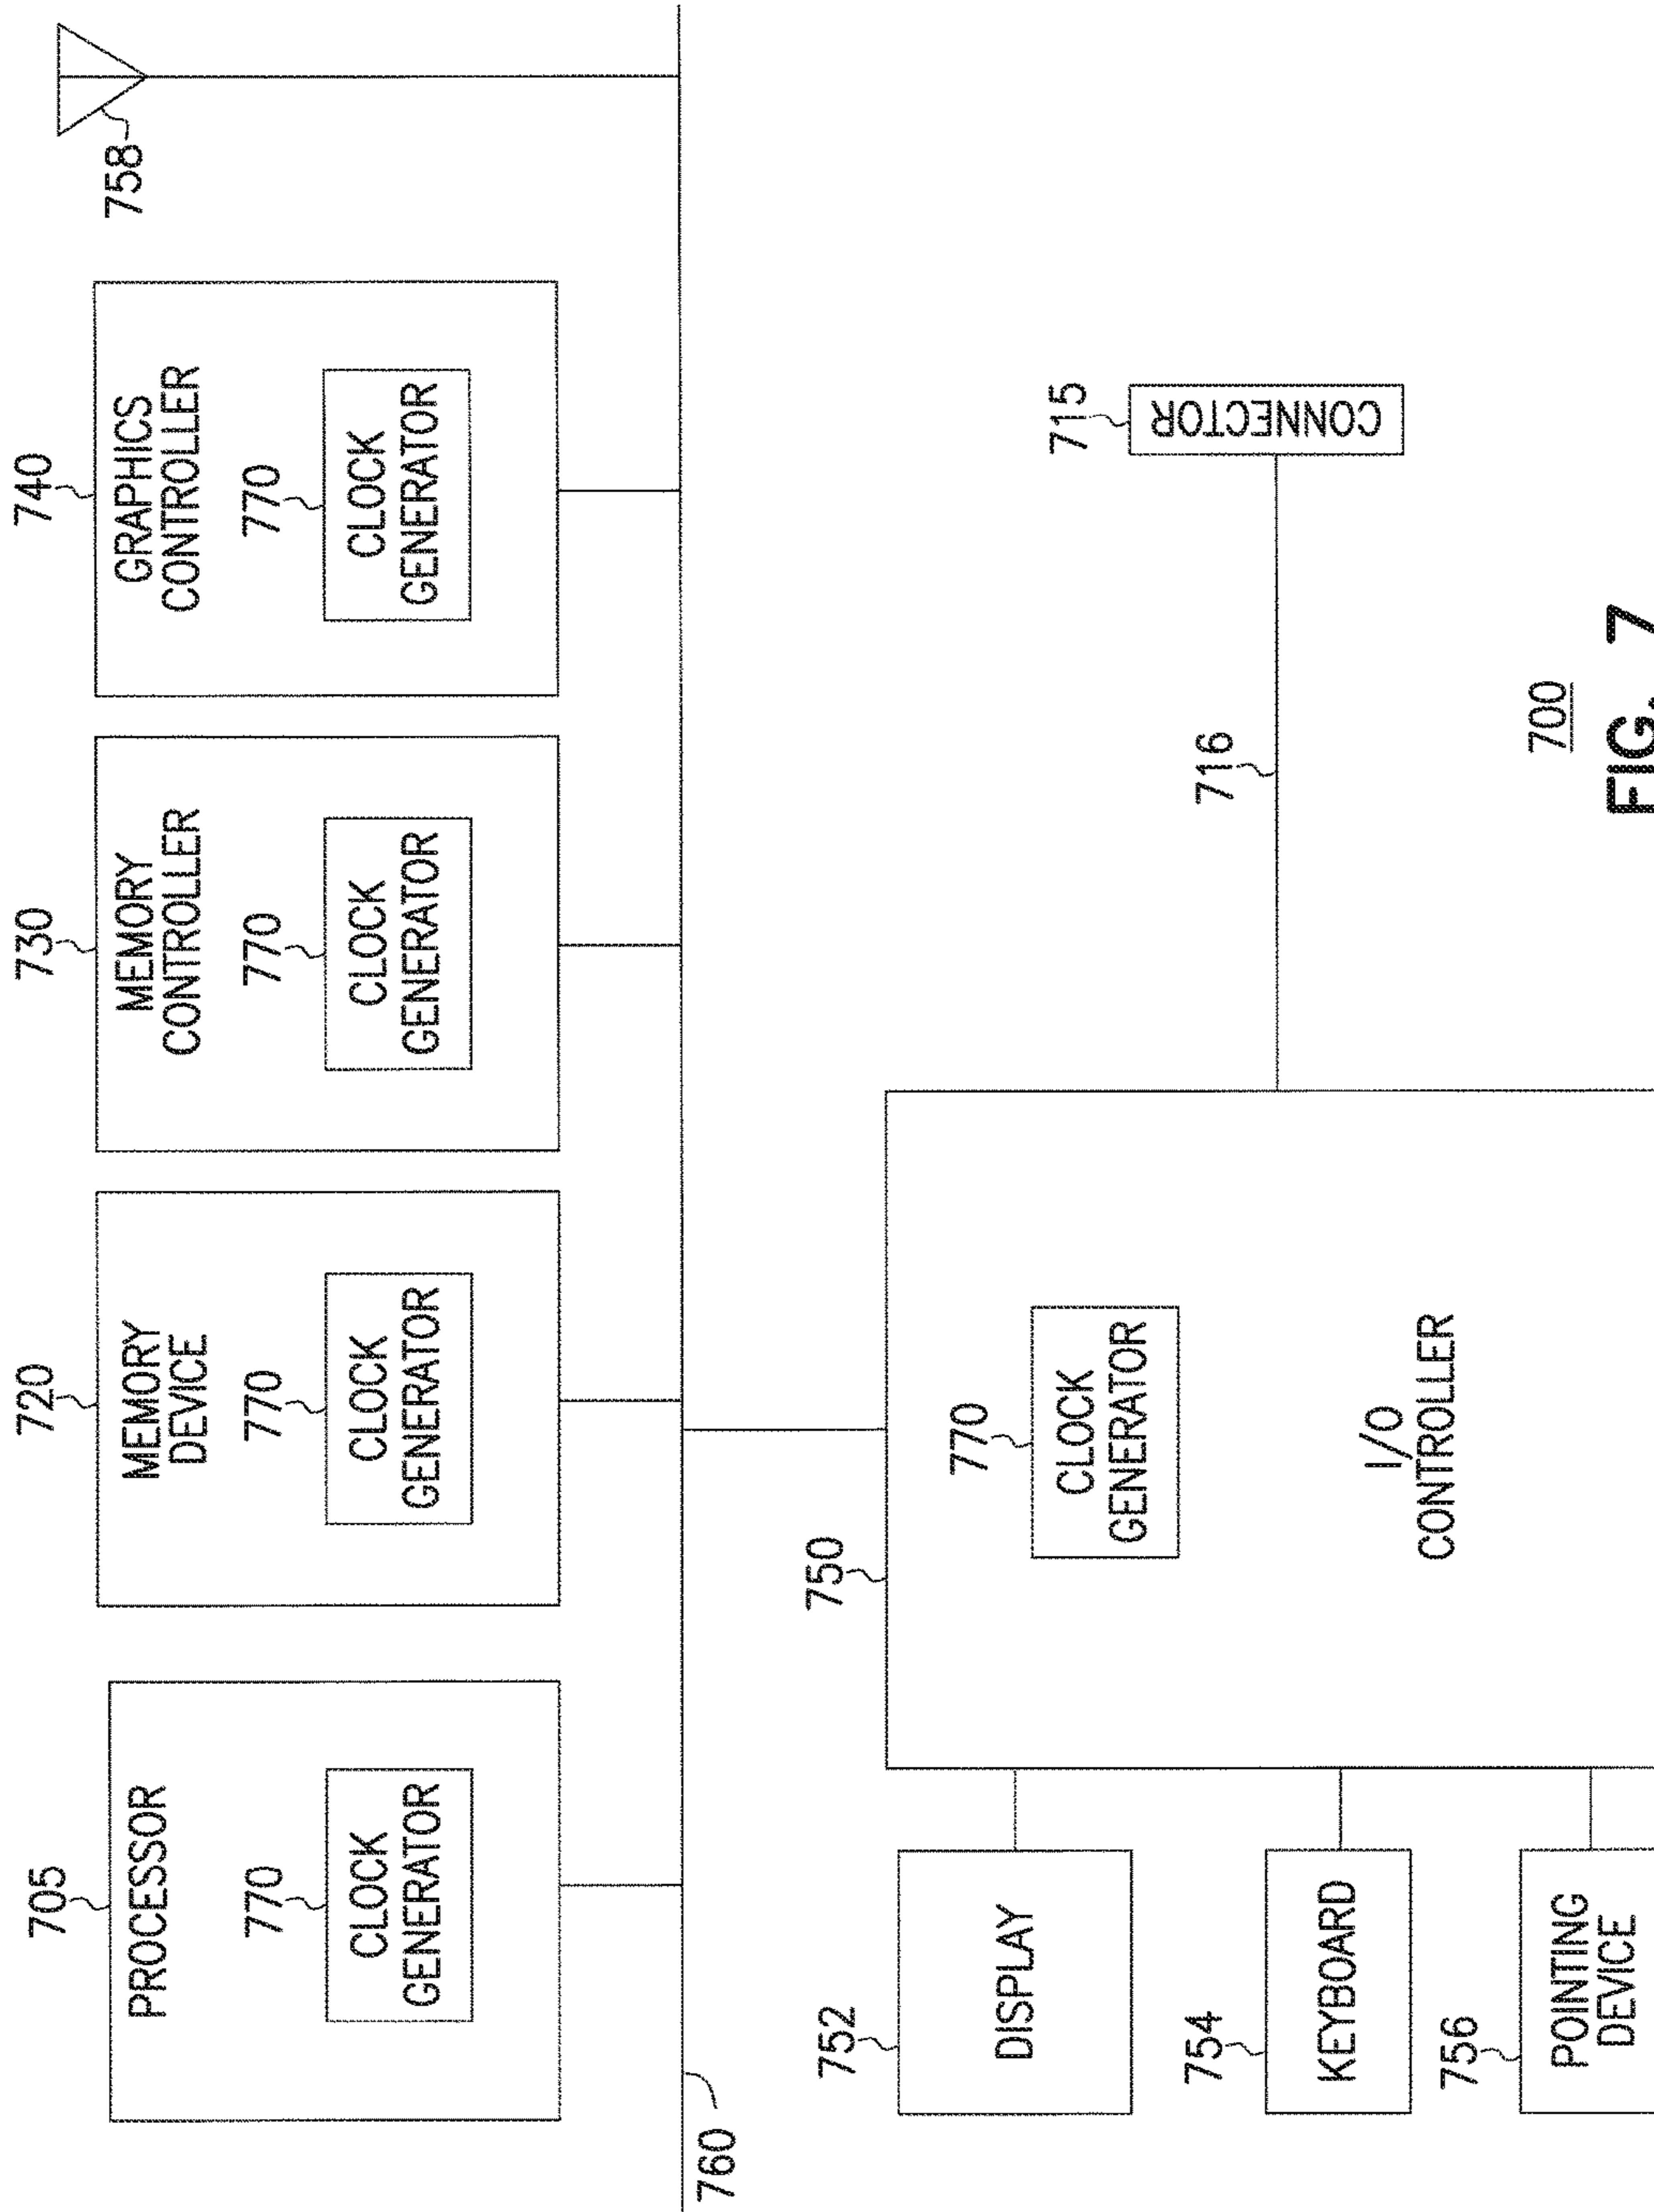 705
PROCESSOR
770
CLOCK
GENERATOR
720
MEMORY
DEVICE
770
CLOCK
GENERATOR
730
MEMORY
CONTROLLER
770
CLOCK
GENERATOR
740
GRAPHICS
CONTROLLER
770
CLOCK
GENERATOR
758
760
752
DISPLAY
754
KEYBOARD
756
POINTING
DEVICE
750
770
CLOCK
GENERATOR
I/O
CONTROLLER
716
715
CONNECTOR
700
FIG. 7